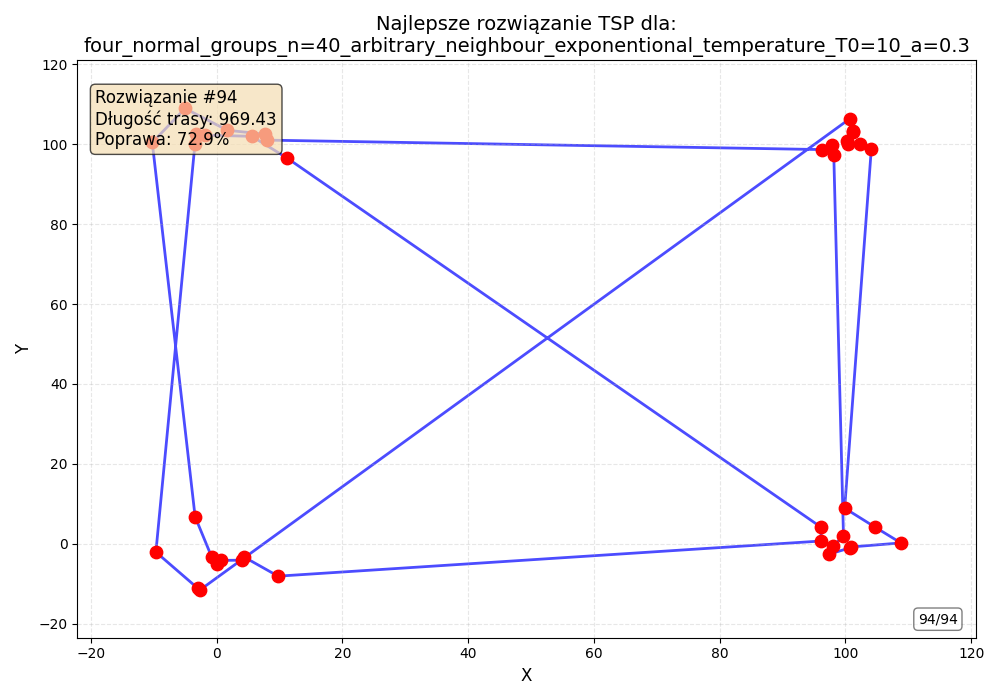 Najlepsze rozwiązanie TSP dla:
four_normal_groups_n=40_arbitrary_neighbour_exponential_temperature_T0=10_a=0.3
Rozwiązanie #94
Długość trasy: 969.43
Poprawa: 72.9%
120
100
80
60
40
20
0
−20
Y
−20
0
20
40
60
80
100
120
X
94/94